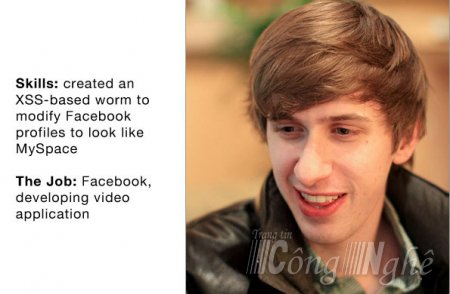 Skills: created an
XSS-based worm to
modify Facebook
profiles to look like
MySpace
The Job: Facebook,
developing video
application
Trang tin
Công Nghệ